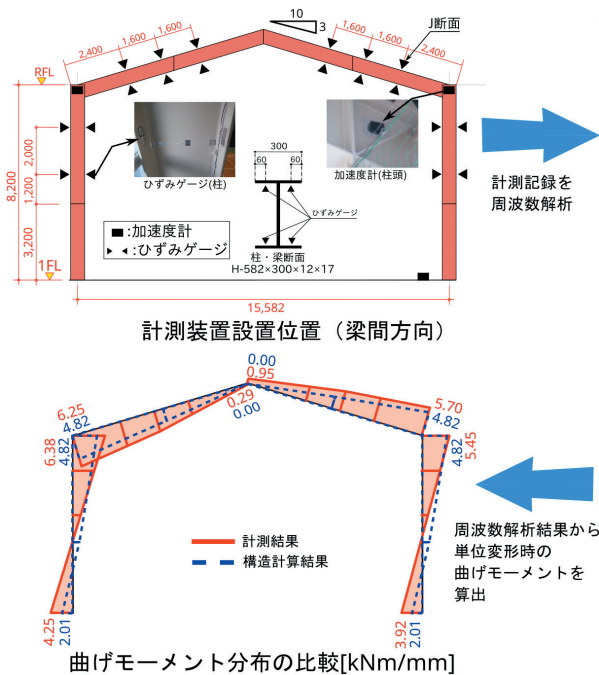 10
3
J断面
2,400
1,600
1,600
1,600
1,600
2,400
RFL
8,200
2,000
1,200
3,200
1FL
ひずみゲージ(柱)
300
60
60
ひずみゲージ
加速度計(柱頭)
■:加速度計
▶ ◀:ひずみゲージ
柱・梁断面
H-582×300×12×17
15,582
計測記録を
周波数解析
計測装置設置位置（梁間方向）
0.00
0.95
0.29
0.00
6.25
4.82
6.38
4.82
5.70
4.82
4.82
5.45
計測結果
構造計算結果
4.25
2.01
3.92
2.01
周波数解析結果から
単位変形時の
曲げモーメントを
算出
曲げモーメント分布の比較[kNm/mm]